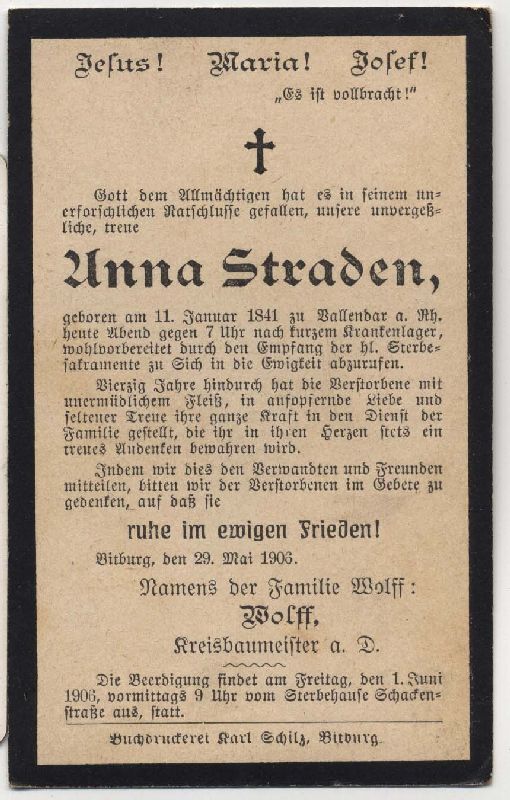 Jesus! Maria! Josef!
„Es ist vollbracht!"
Gott dem Allmächtigen hat es in seinem un-
erforschlichen Ratschlusse gefallen, unsere unvergeß-
liche, treue
Anna Straden,
geboren am 11. Januar 1841 zu Vallendar a. Rh.
heute Abend gegen 7 Uhr nach kurzem Krankenlager,
wohlvorbereitet durch den Empfang der hl. Sterbe-
sakramente zu Sich in die Ewigkeit abzurufen.
Vierzig Jahre hindurch hat die Verstorbene mit
unermüdlichem Fleiß, in aufopfernde Liebe und
seltener Treue ihre ganze Kraft in den Dienst der
Familie gestellt, die ihr in ihren Herzen stets ein
treues Andenken bewahren wird.
Indem wir dies den Verwandten und Freunden
mitteilen, bitten wir der Verstorbenen im Gebete zu
gedenken, auf daß sie
ruhe im ewigen Frieden!
Bitburg, den 29. Mai 1906.
Namens der Familie Wolff:
Wolff,
Kreisbaumeister a. D.
Die Beerdigung findet am Freitag, den 1. Juni
1906, vormittags 9 Uhr vom Sterbehause Schacken-
straße aus, statt.
Buchdruckerei Karl Schilz, Bitburg.